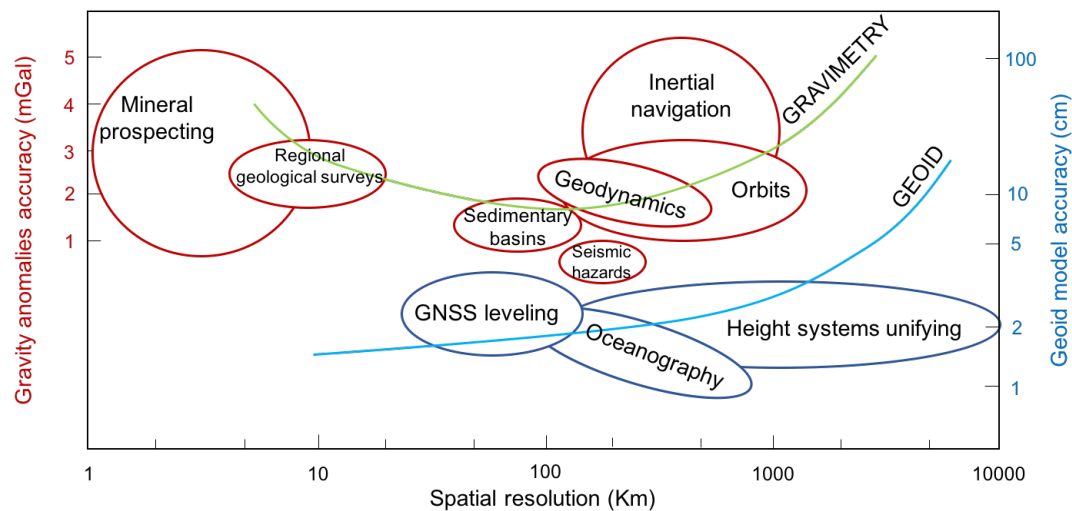 Gravity anomalies accuracy (mGal)
5
4
3
2
1
Mineral
prospecting
Regional
geological surveys
Inertial
navigation
GRAVIMETRY
Geodynamics
Orbits
GEOID
Sedimentary
basins
Seismic
hazards
GNSS leveling
Oceanography
Height systems unifying
100
10
5
2
1
Geoid model accuracy (cm)
1
10
100
1000
10000
Spatial resolution (Km)